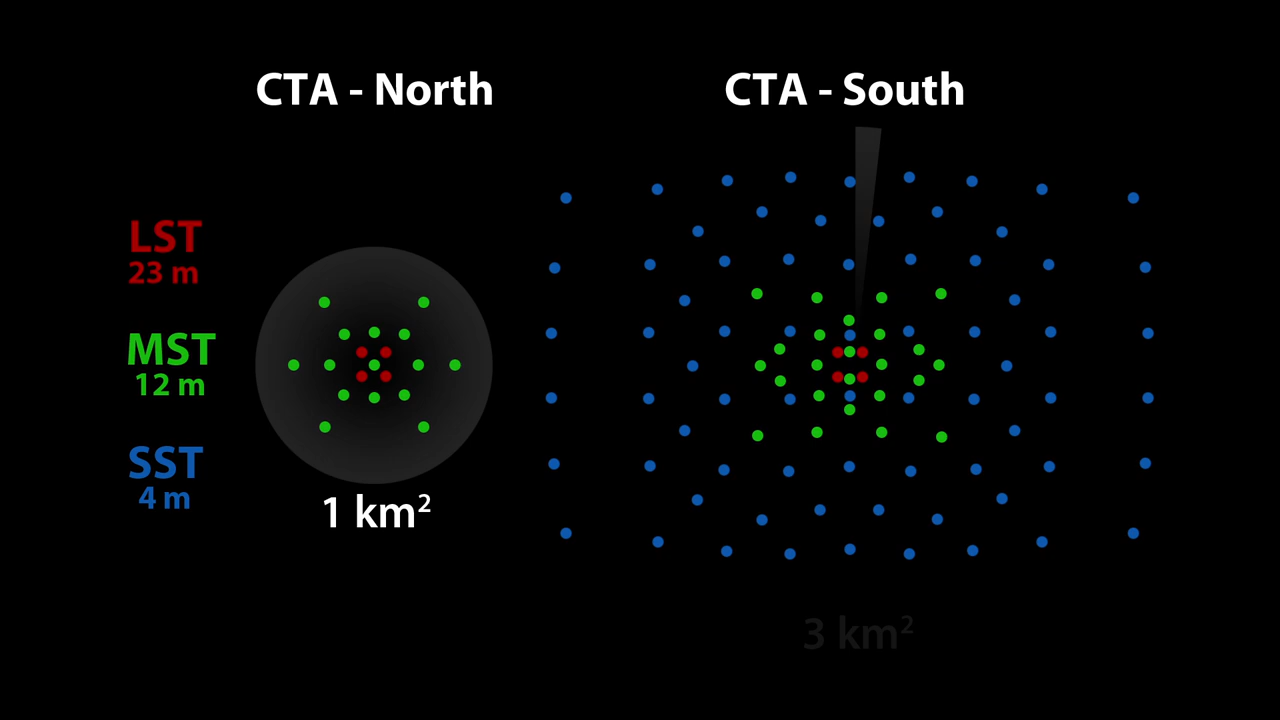 CTA - North
CTA - South
LST
23 m
MST
12 m
SST
4 m
1 km²
3 km²